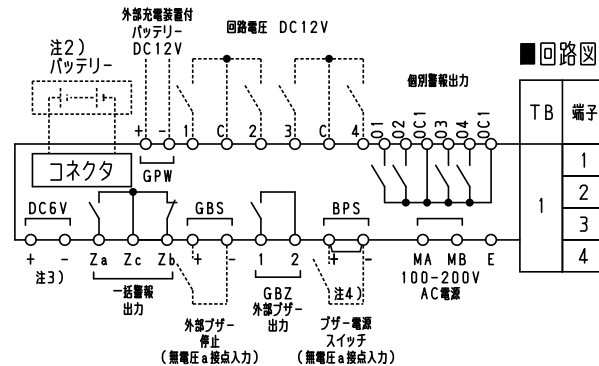 外部充電装置付
バッテリー
DC12V
回路電圧 DC12V
■回路図
注2)
バッテリー
個別警報出力
TB 端子
+ - 1 C 2 3 C 4 01 02 0C1 03 04 0C1
コネクタ
GPW
1
1
2
3
4
DC6V
GBS
BPS
+ - Za Zc Zb + - 1 2 + - MA MB E
注3)
一括警報
出力
GBZ
外部ブザー
出力
注4)
100-200V
AC電源
外部ブザー
停止
(無電圧a接点入力)
ブザー電源
スイッチ
(無電圧a接点入力)